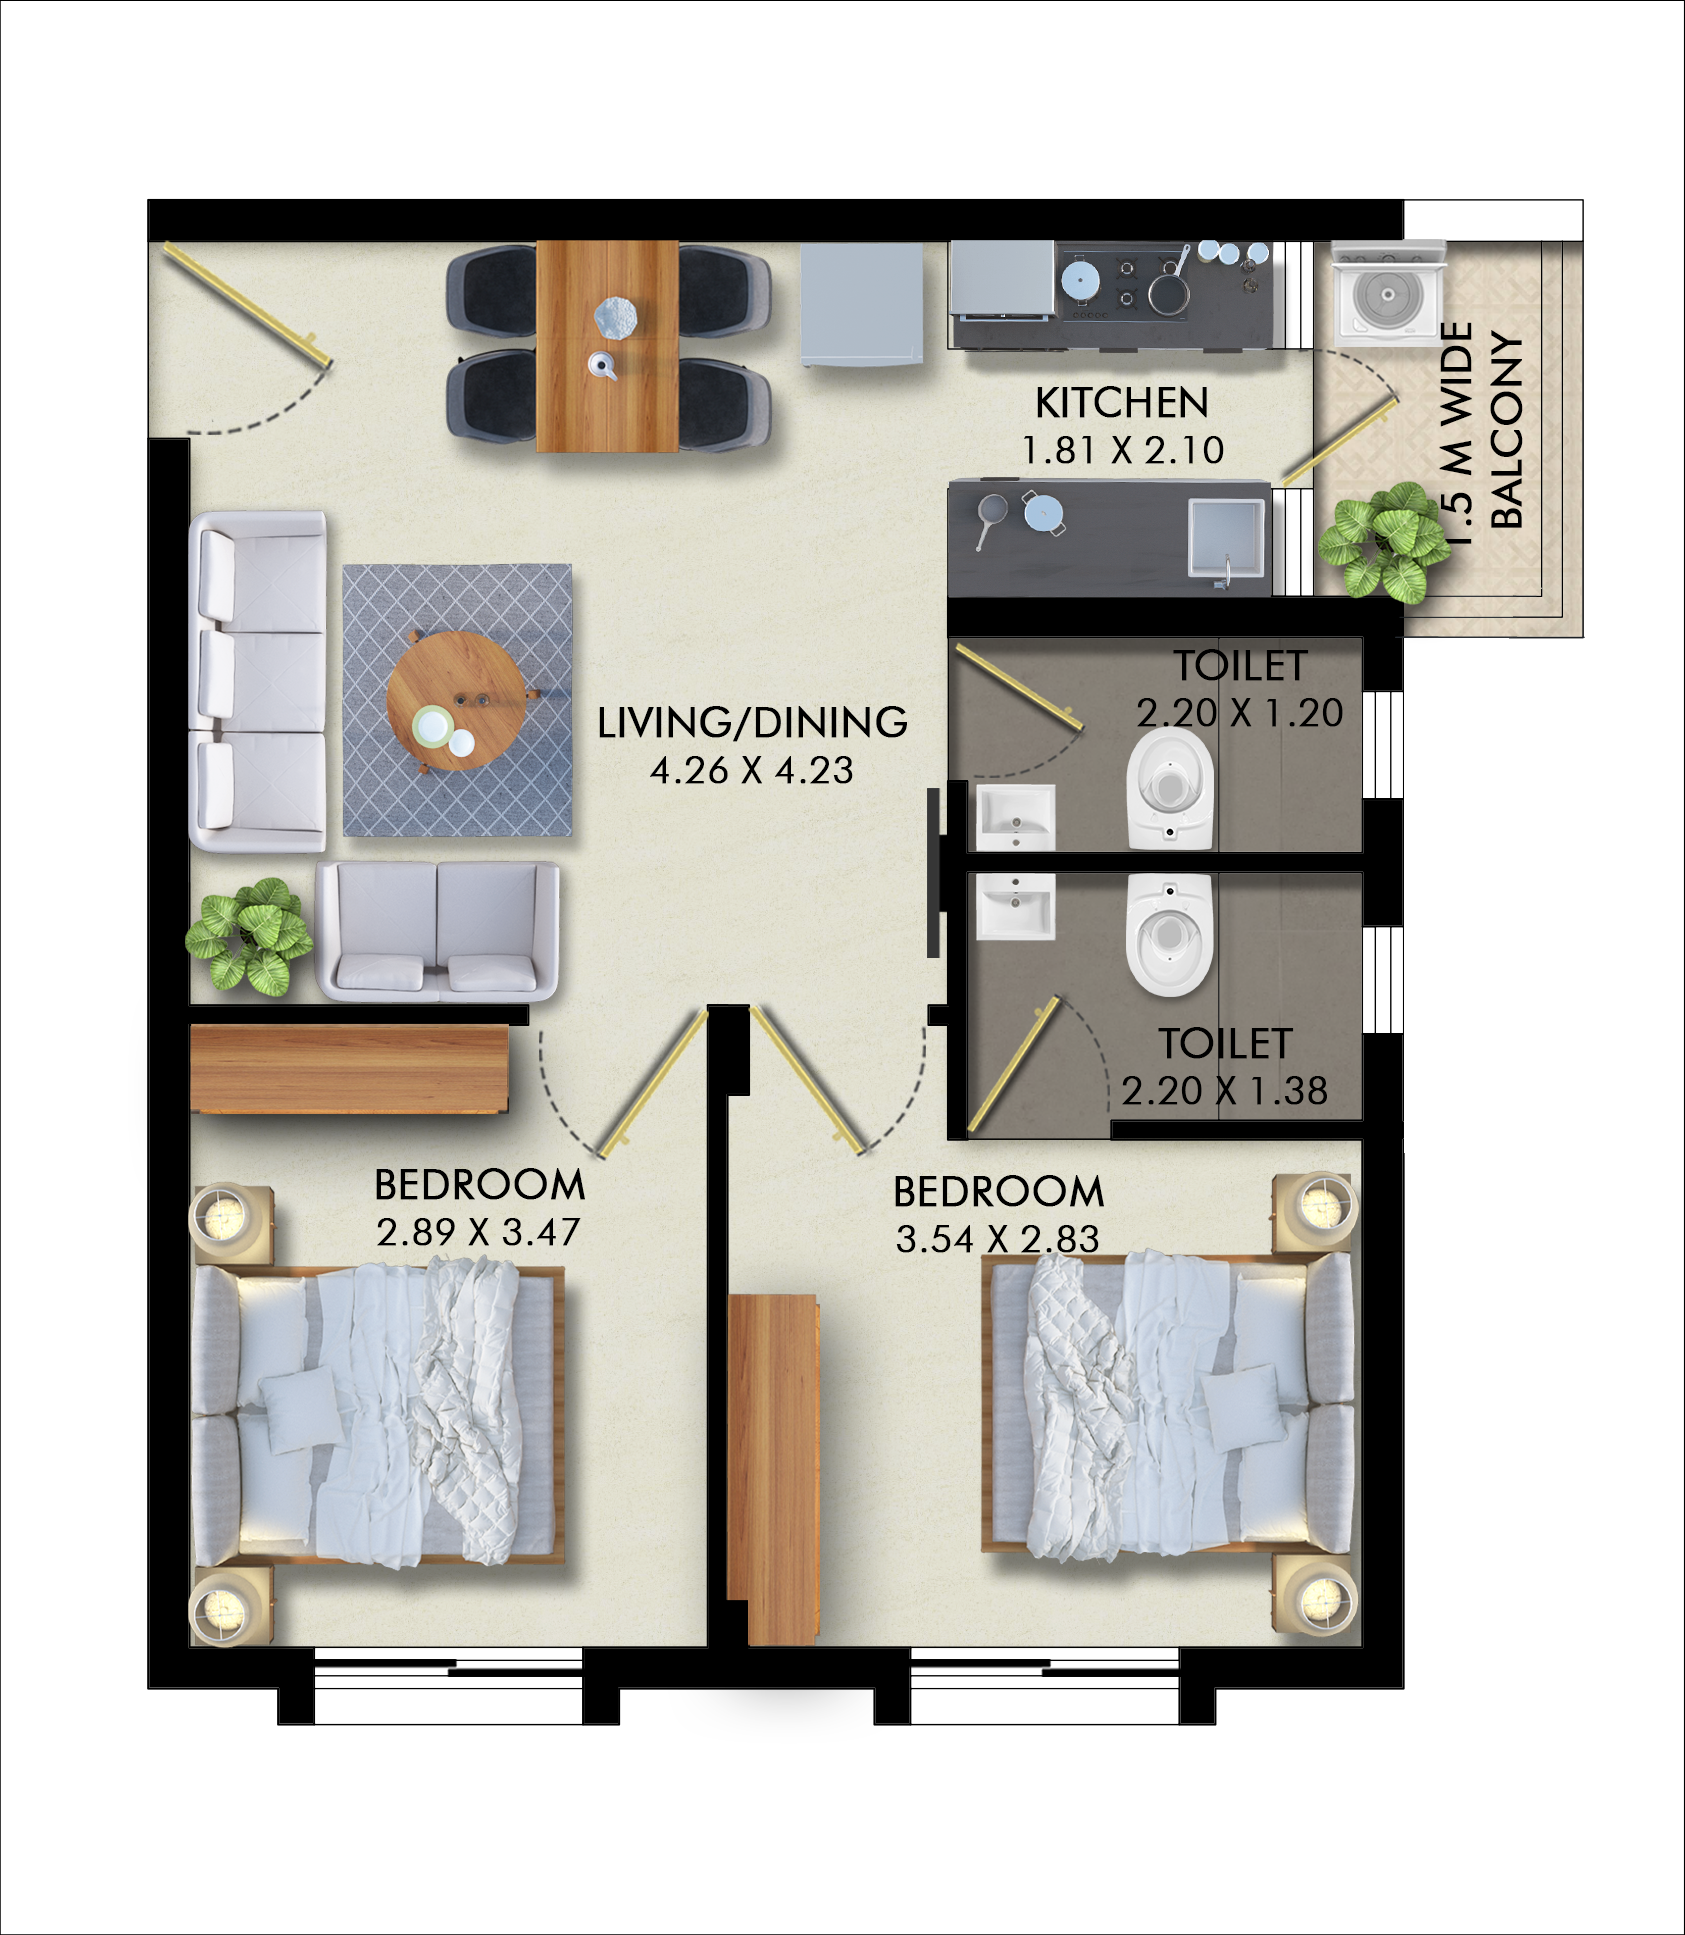 KITCHEN
1.81 X 2.10
1.5 M WIDE
BALCONY
TOILET
2.20 X 1.20
LIVING/DINING
4.26 X 4.23
TOILET
2.20 X 1.38
BEDROOM
2.89 X 3.47
BEDROOM
3.54 X 2.83